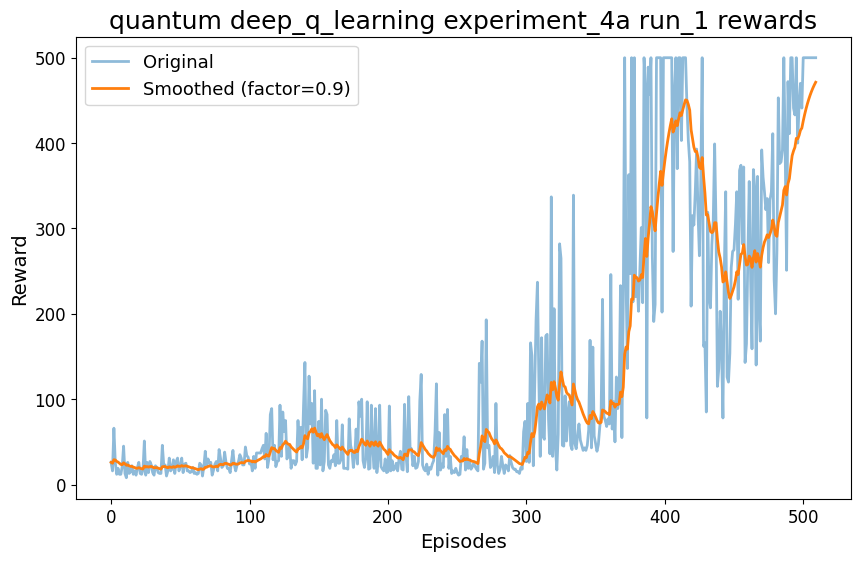 quantum deep_q_learning experiment_4a run_1 rewards
Original
Smoothed (factor=0.9)
500
400
300
200
100
0
Reward
0 100 200 300 400 500
Episodes